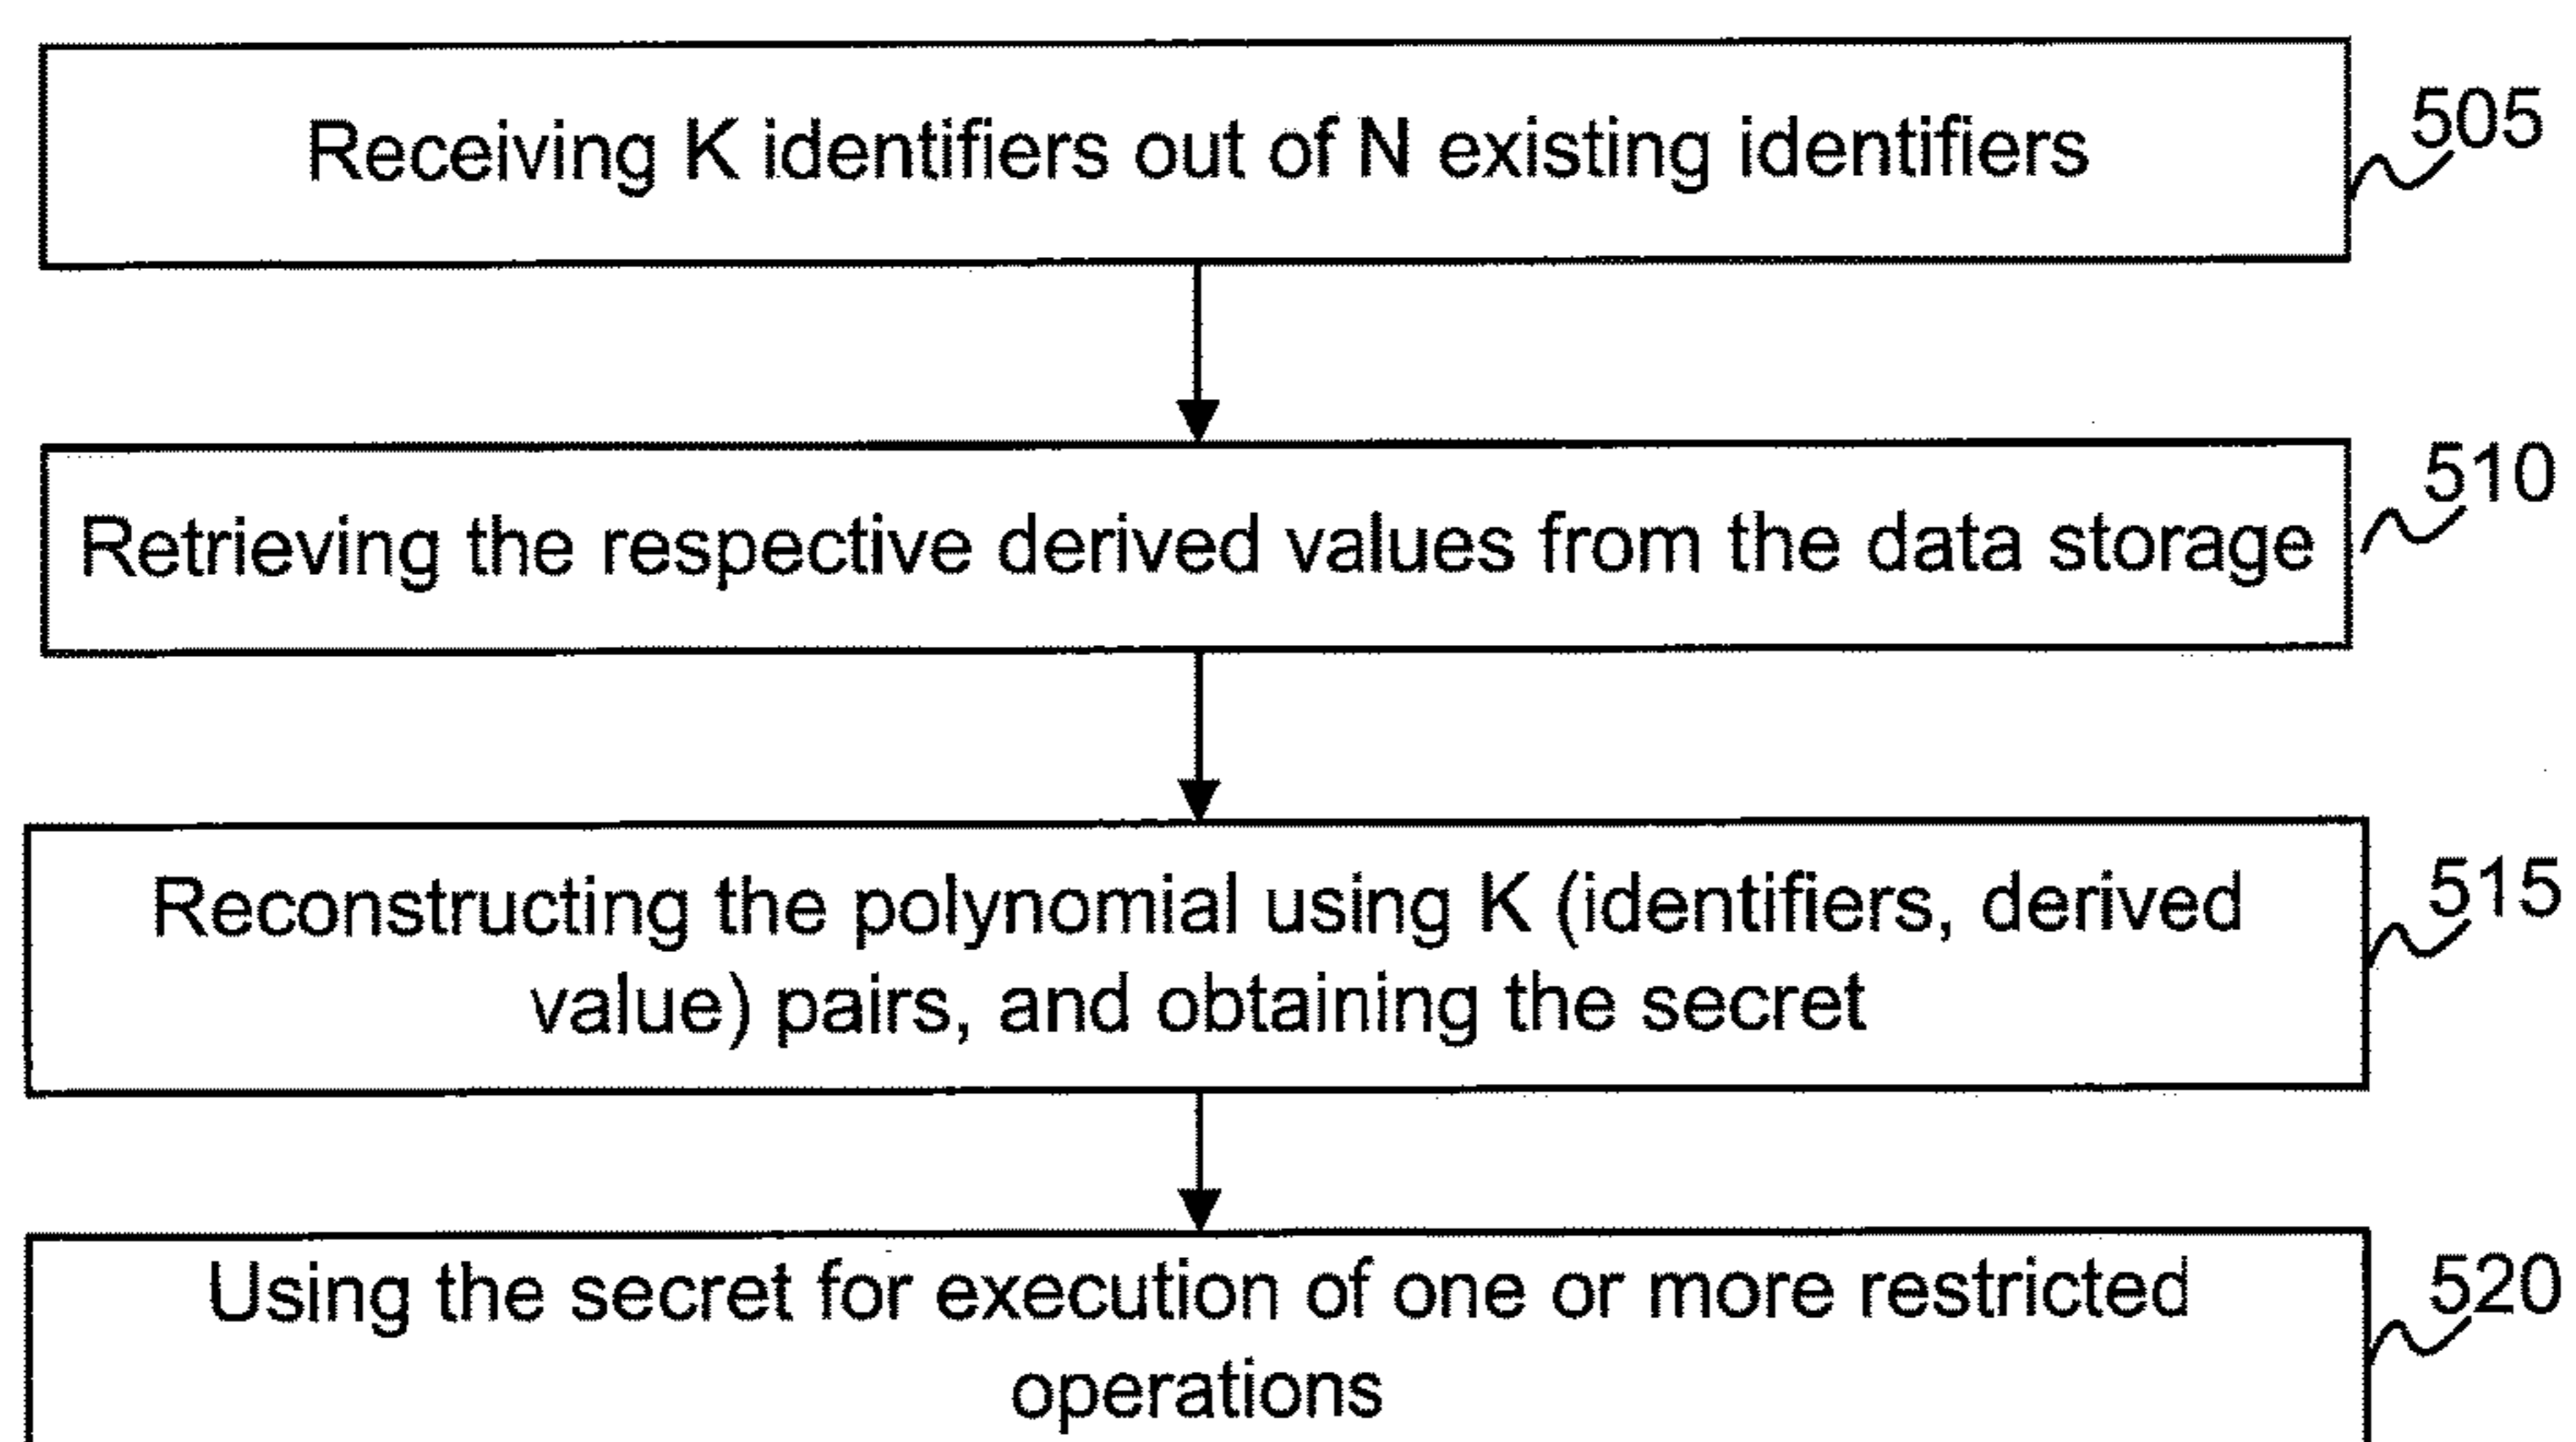 Receiving K identifiers out of N existing identifiers
505
Retrieving the respective derived values from the data storage
510
Reconstructing the polynomial using K (identifiers, derived
value) pairs, and obtaining the secret
515
Using the secret for execution of one or more restricted
operations
520